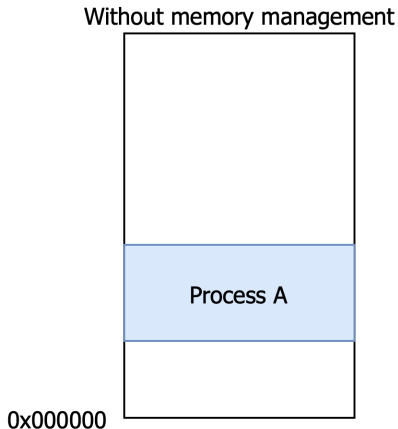 Without memory management
Process A
0x000000